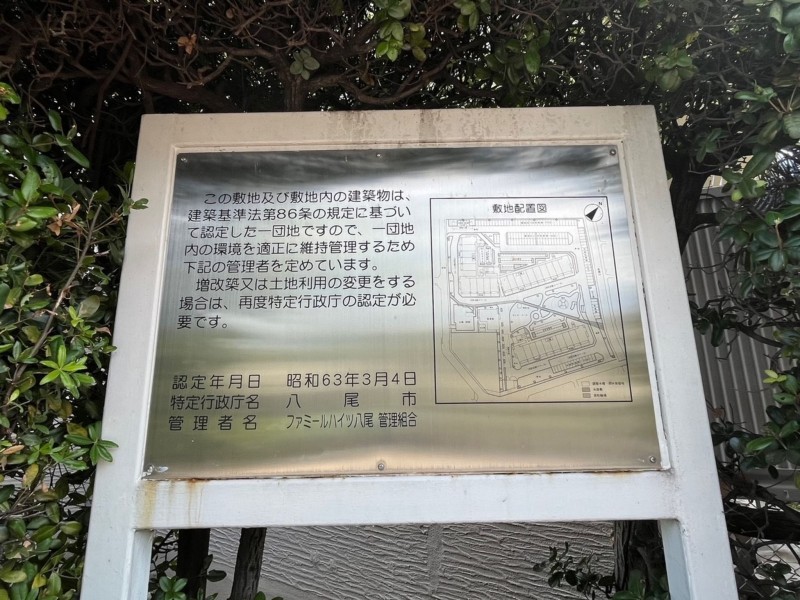 この敷地及び敷地内の建築物は、
建築基準法第86条の規定に基づい
て認定した一団地ですので、一団地
内の環境を適正に維持管理するため
下記の管理者を定めています。
増改築又は土地利用の変更をする
場合は、再度特定行政庁の認定が必
要です。
認定年月日 昭和63年3月4日
特定行政庁名 八尾市
管理者名 ファミールハイツ八尾 管理組合
敷地配置図
N